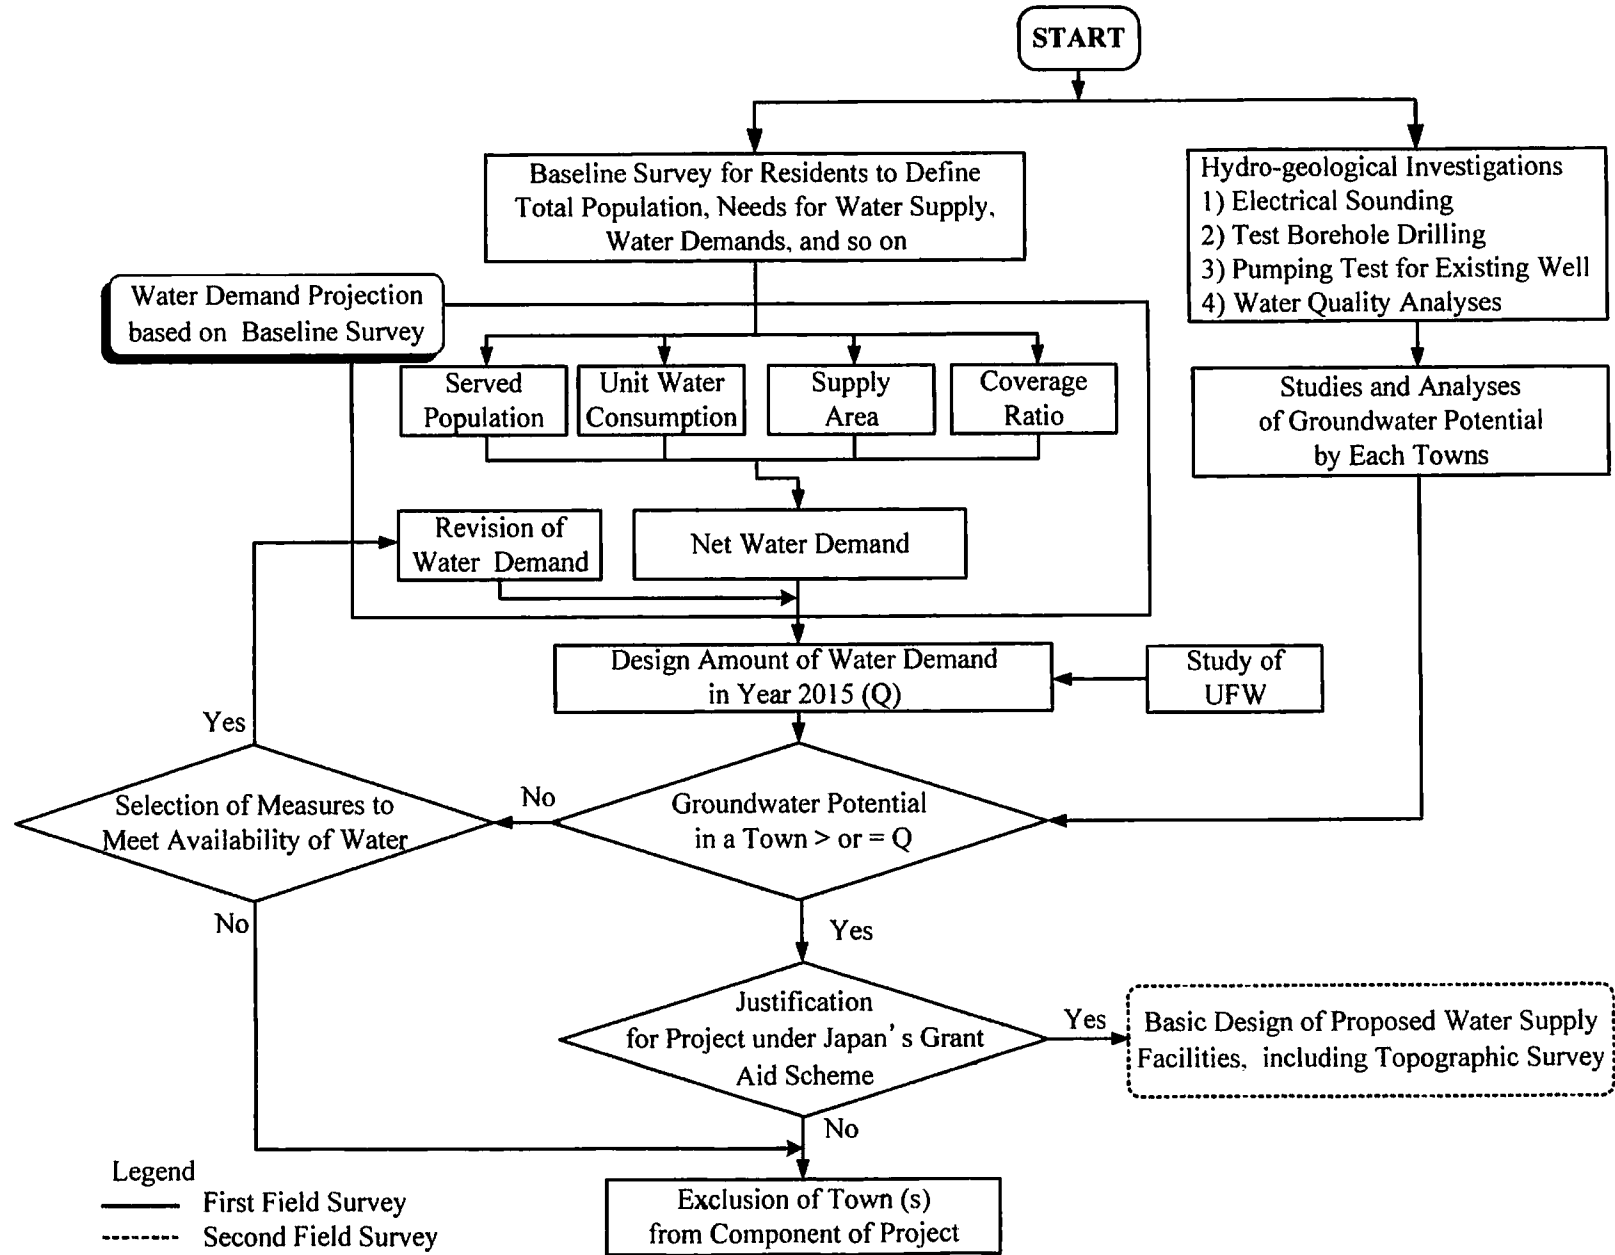 START
Baseline Survey for Residents to Define
Total Population, Needs for Water Supply,
Water Demands, and so on
Hydro-geological Investigations
1) Electrical Sounding
2) Test Borehole Drilling
3) Pumping Test for Existing Well
4) Water Quality Analyses
Water Demand Projection
based on Baseline Survey
Served
Population
Unit Water
Consumption
Supply
Area
Coverage
Ratio
Studies and Analyses
of Groundwater Potential
by Each Towns
Revision of
Water Demand
Net Water Demand
Design Amount of Water Demand
in Year 2015 (Q)
Study of
UFW
Yes
Selection of Measures to
Meet Availability of Water
No
Groundwater Potential
in a Town > or = Q
No
Yes
Justification
for Project under Japan's Grant
Aid Scheme
Yes
Basic Design of Proposed Water Supply
Facilities, including Topographic Survey
No
Exclusion of Town (s)
from Component of Project
Legend
First Field Survey
Second Field Survey